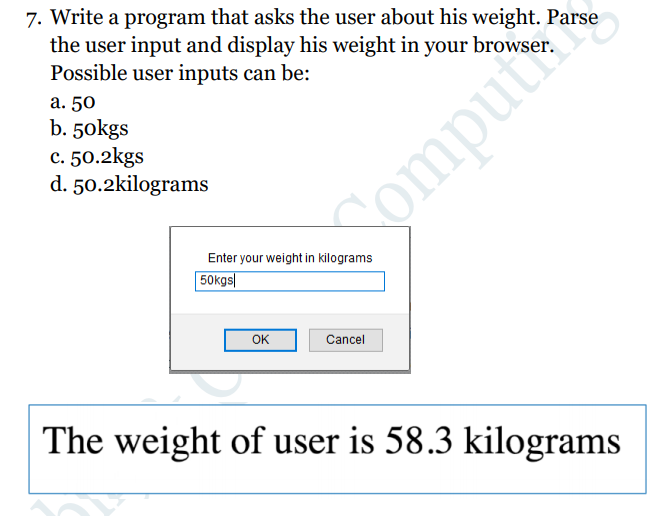 7. Write a program that asks the user about his weight. Parse
the user input and display his weight in your browser.
Possible user inputs can be:
a. 50
b. 50kgs
c. 50.2kgs
d. 50.2kilograms
Computing
Enter your weight in kilograms
50kgs
OK
Cancel
The weight of user is 58.3 kilograms